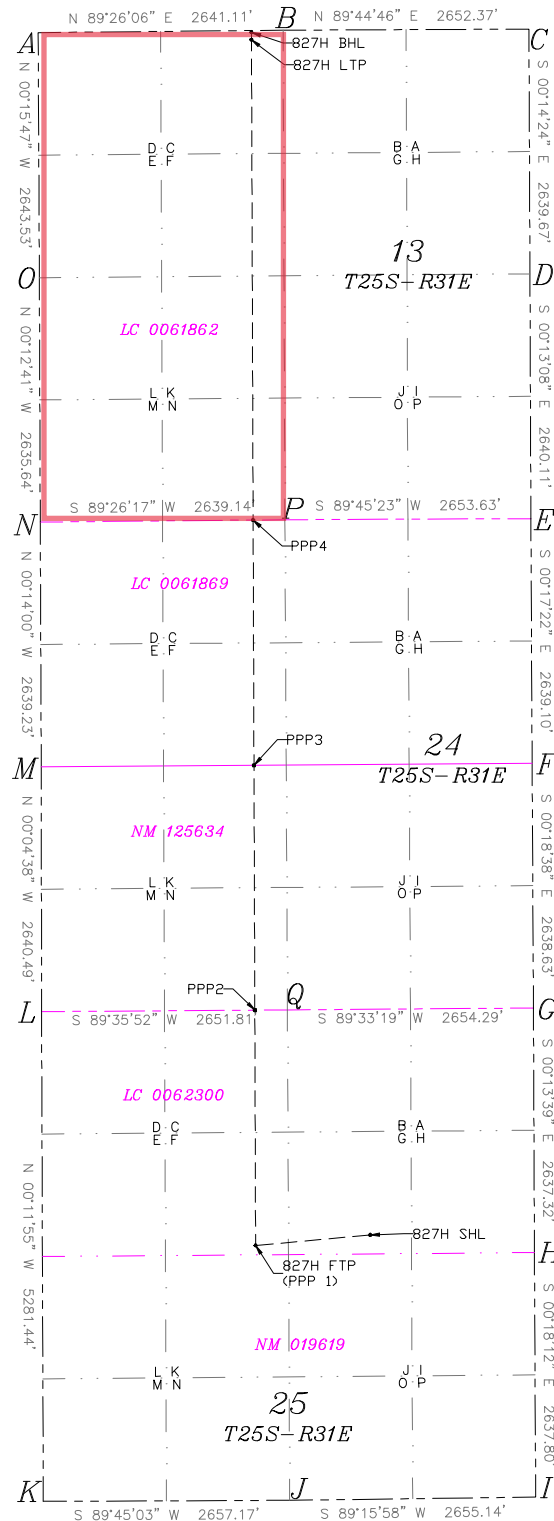 N 89°26'06" E 2641.11'
B
N 89°44'46" E 2652.37'
A
C
827H BHL
827H LTP
N 00°15'47" W 2643.53'
S 00°14'24" E 2639.67'
D C
E F
B A
G H
13
T25S-R31E
O
D
LC 0061862
N 00°12'41" W 2635.64'
S 00°13'08" E 2640.11'
L K
M N
J I
O P
S 89°26'17" W 2639.14'
P
S 89°45'23" W 2653.63'
N
E
PPP4
LC 0061869
N 00°14'00" W 2639.23'
S 00°17'22" E 2639.10'
D C
E F
B A
G H
PPP3
24
T25S-R31E
M
F
NM 125634
N 00°04'38" W 2640.49'
S 00°18'38" E 2638.63'
L K
M N
J I
O P
PPP2
Q
L
G
S 89°35'52" W 2651.81'
S 89°33'19" W 2654.29'
LC 0062300
S 00°13'39" E 2637.32'
D C
E F
B A
G H
N 00°11'55" W 5281.44'
827H SHL
H
827H FTP
(PPP 1)
NM 019619
S 00°18'12" E 2637.80'
L K
M N
J I
O P
25
T25S-R31E
K
J
I
S 89°45'03" W 2657.17'
S 89°15'58" W 2655.14'